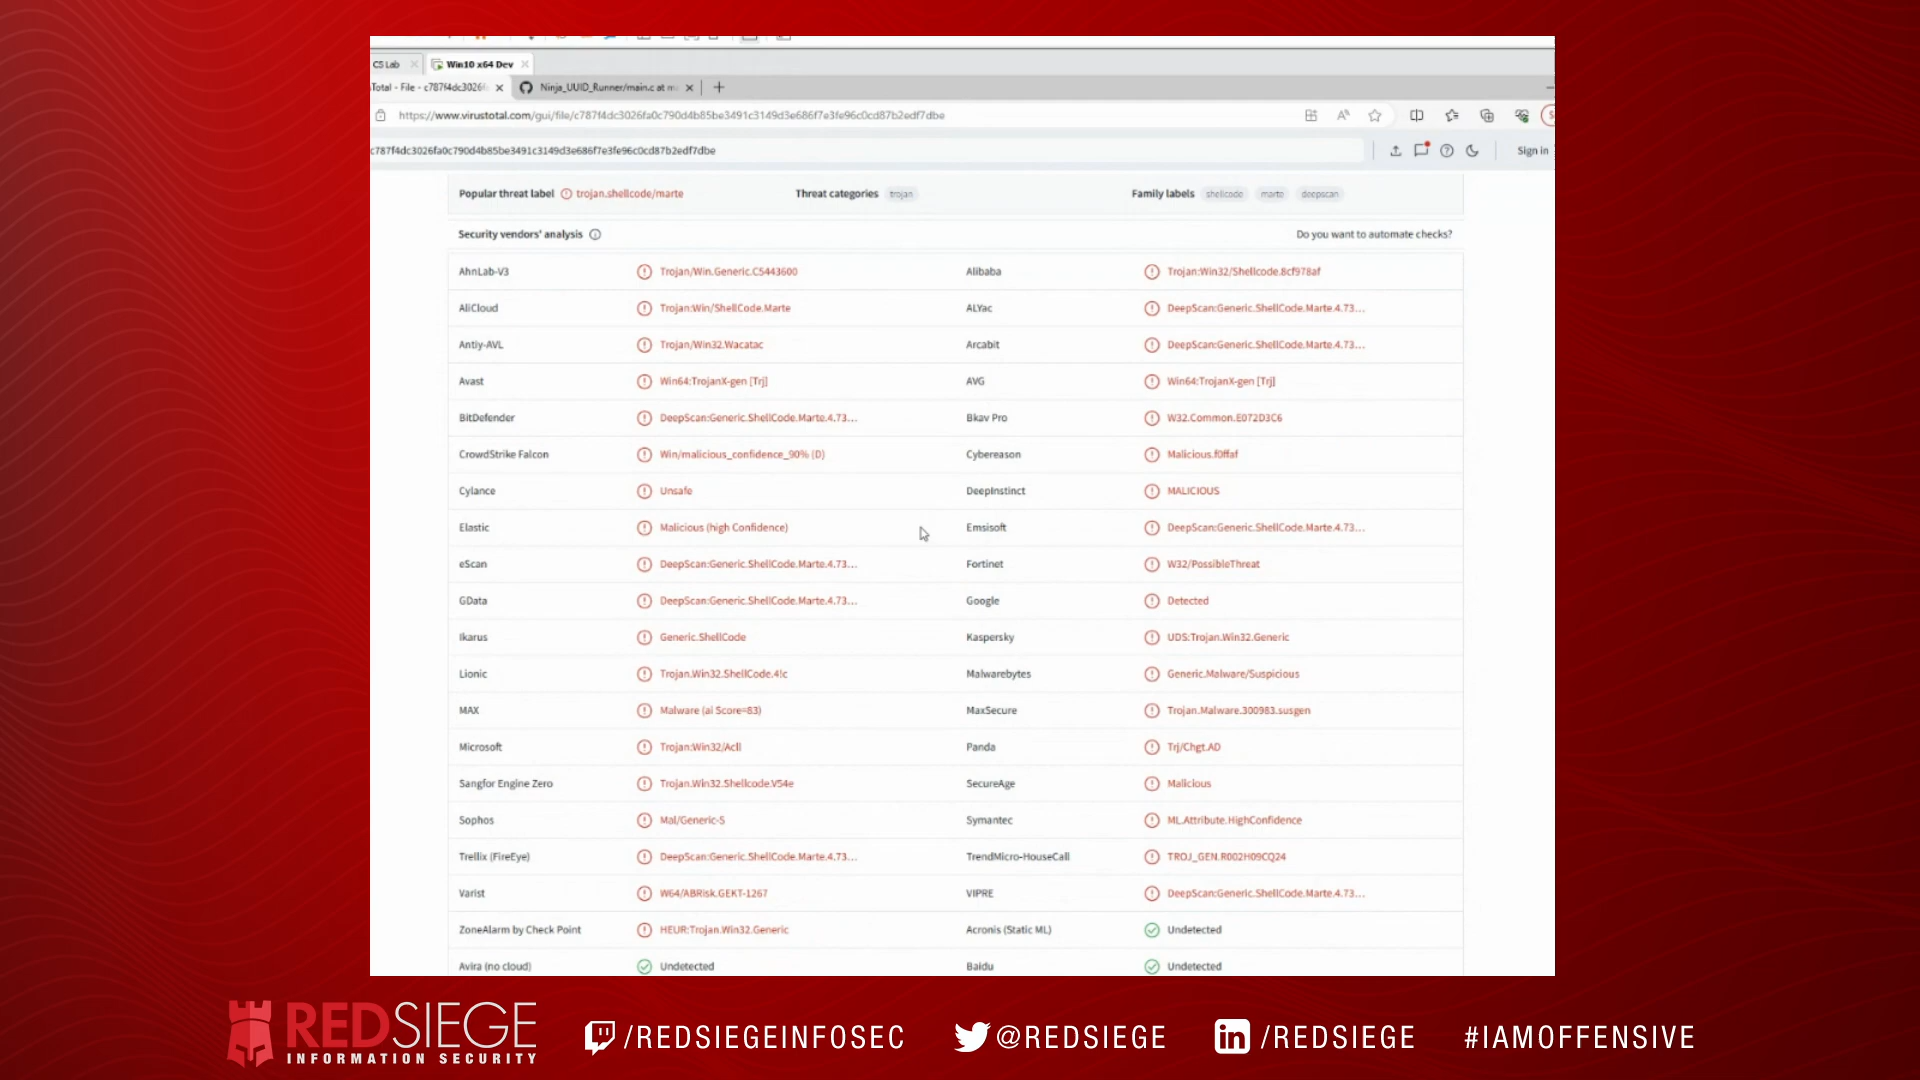 CS Lab
Win10 x64 Dev
Total - File - c787f4dc3026f
Ninja_UUID_Runner/main.c at m
https://www.virustotal.com/gui/file/c787f4dc3026fa0c790d4b85be3491c3149d3e686f7e3fe96c0cd87b2edf7dbe
c787f4dc3026fa0c790d4b85be3491c3149d3e686f7e3fe96c0cd87b2edf7dbe
Sign in
Popular threat label trojan.shellcode/marte Threat categories trojan Family labels shellcode marte deepscan
Security vendors' analysis Do you want to automate checks?
AhnLab-V3 Trojan/Win.Generic.C5443600 Alibaba Trojan:Win32/Shellcode.8cf978af
AliCloud Trojan:Win/ShellCode.Marte ALYac DeepScan:Generic.ShellCode.Marte.4.73...
Antiy-AVL Trojan/Win32.Wacatac Arcabit DeepScan:Generic.ShellCode.Marte.4.73...
Avast Win64:TrojanX-gen [Trj] AVG Win64:TrojanX-gen [Trj]
BitDefender DeepScan:Generic.ShellCode.Marte.4.73... Bkav Pro W32.Common.E072D3C6
CrowdStrike Falcon Win/malicious_confidence_90% (D) Cybereason Malicious.f0ffaf
Cylance Unsafe DeepInstinct MALICIOUS
Elastic Malicious (high Confidence) Emsisoft DeepScan:Generic.ShellCode.Marte.4.73...
eScan DeepScan:Generic.ShellCode.Marte.4.73... Fortinet W32/PossibleThreat
GData DeepScan:Generic.ShellCode.Marte.4.73... Google Detected
Ikarus Generic.ShellCode Kaspersky UDS:Trojan.Win32.Generic
Lionic Trojan.Win32.ShellCode.4!c Malwarebytes Generic.Malware/Suspicious
MAX Malware (ai Score=83) MaxSecure Trojan.Malware.300983.susgen
Microsoft Trojan:Win32/Acll Panda Trj/Chgt.AD
Sangfor Engine Zero Trojan.Win32.Shellcode.V54e SecureAge Malicious
Sophos Mal/Generic-S Symantec ML.Attribute.HighConfidence
Trellix (FireEye) DeepScan:Generic.ShellCode.Marte.4.73... TrendMicro-HouseCall TROJ_GEN.R002H09CQ24
Varist W64/ABRisk.GEKT-1267 VIPRE DeepScan:Generic.ShellCode.Marte.4.73...
ZoneAlarm by Check Point HEUR:Trojan.Win32.Generic Acronis (Static ML) Undetected
Avira (no cloud) Undetected Baidu Undetected
REDSIEGE
INFORMATION SECURITY
/REDSIEGEINFOSEC @REDSIEGE /REDSIEGE #IAMOFFENSIVE